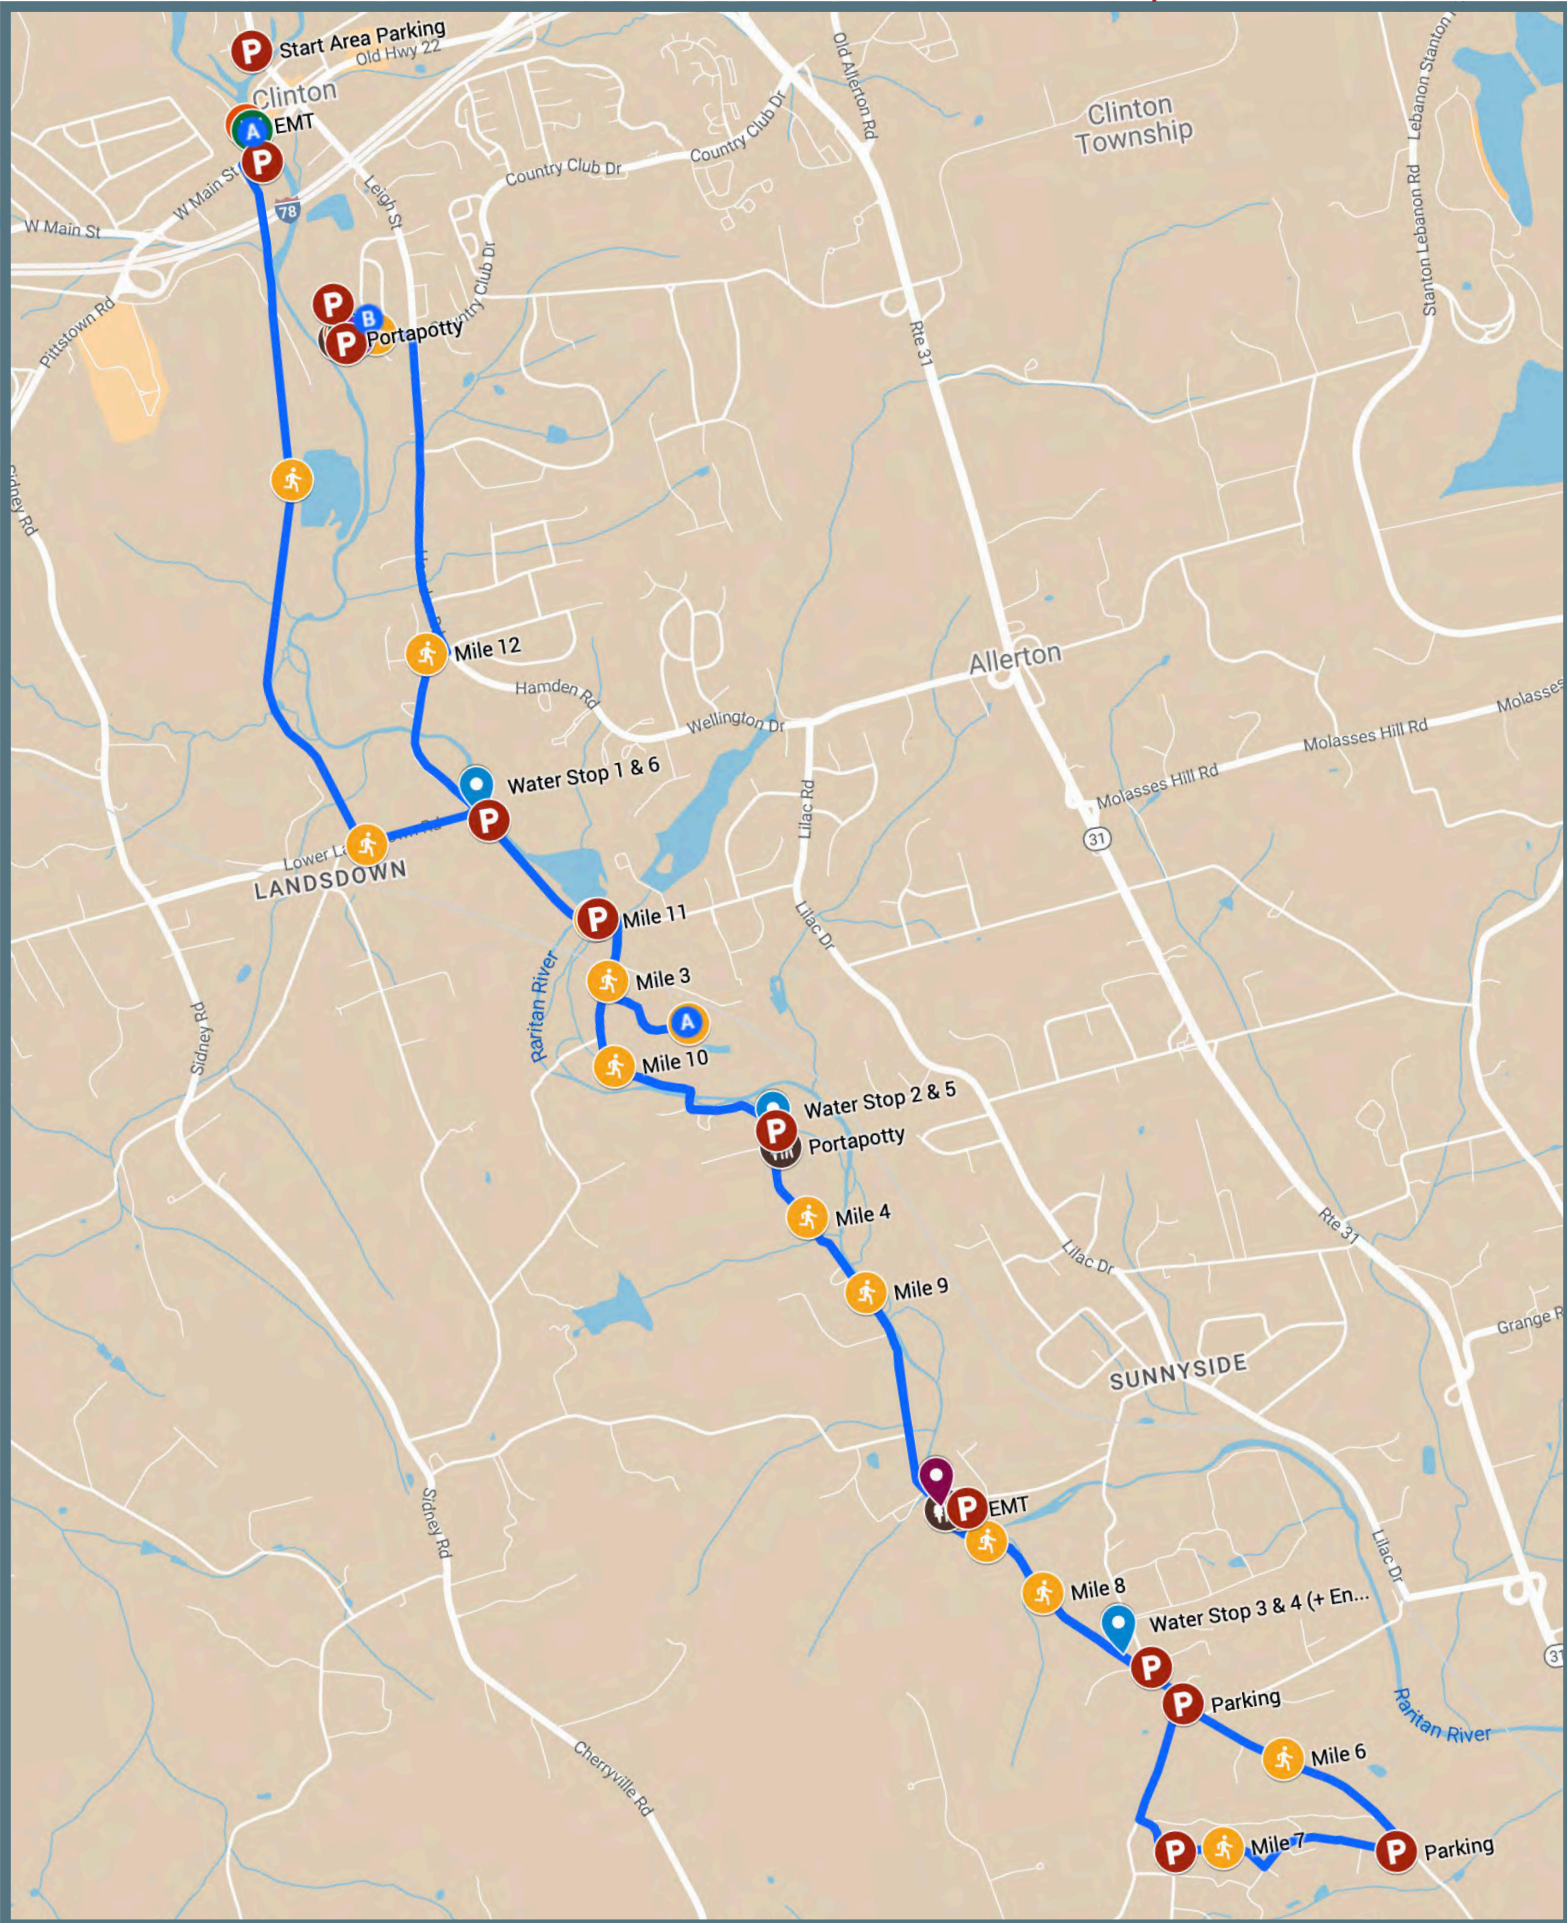 Start Area Parking
Old Hwy 22
Clinton
A
EMT
P
P
W Main St
W Main St
78
Leigh St
Country Club Dr
Country Club Dr
Old Allerton Rd
Clinton
Township
Lebanon Stanton
Stanton Lebanon Rd
Pittstown Rd
P
B
P
Portapotty
Rte 31
Sidney Rd
Mile 12
Hamden Rd
Wellington Dr
Allerton
Molasses Hill Rd
Molasses Hill Rd
Molasses
Water Stop 1 & 6
P
Lilac Rd
31
LANDSDOWN
P
Mile 11
Lilac Dr
Mile 3
A
Raritan River
Sidney Rd
Mile 10
Water Stop 2 & 5
P
Portapotty
Mile 4
Mile 9
Lilac Dr
Rte 31
Grange R
SUNNYSIDE
Sidney Rd
P
EMT
Mile 8
Lilac Dr
Water Stop 3 & 4 (+ En...
31
P
P
Parking
Raritan River
Mile 6
Cherryville Rd
P
Mile 7
P
Parking